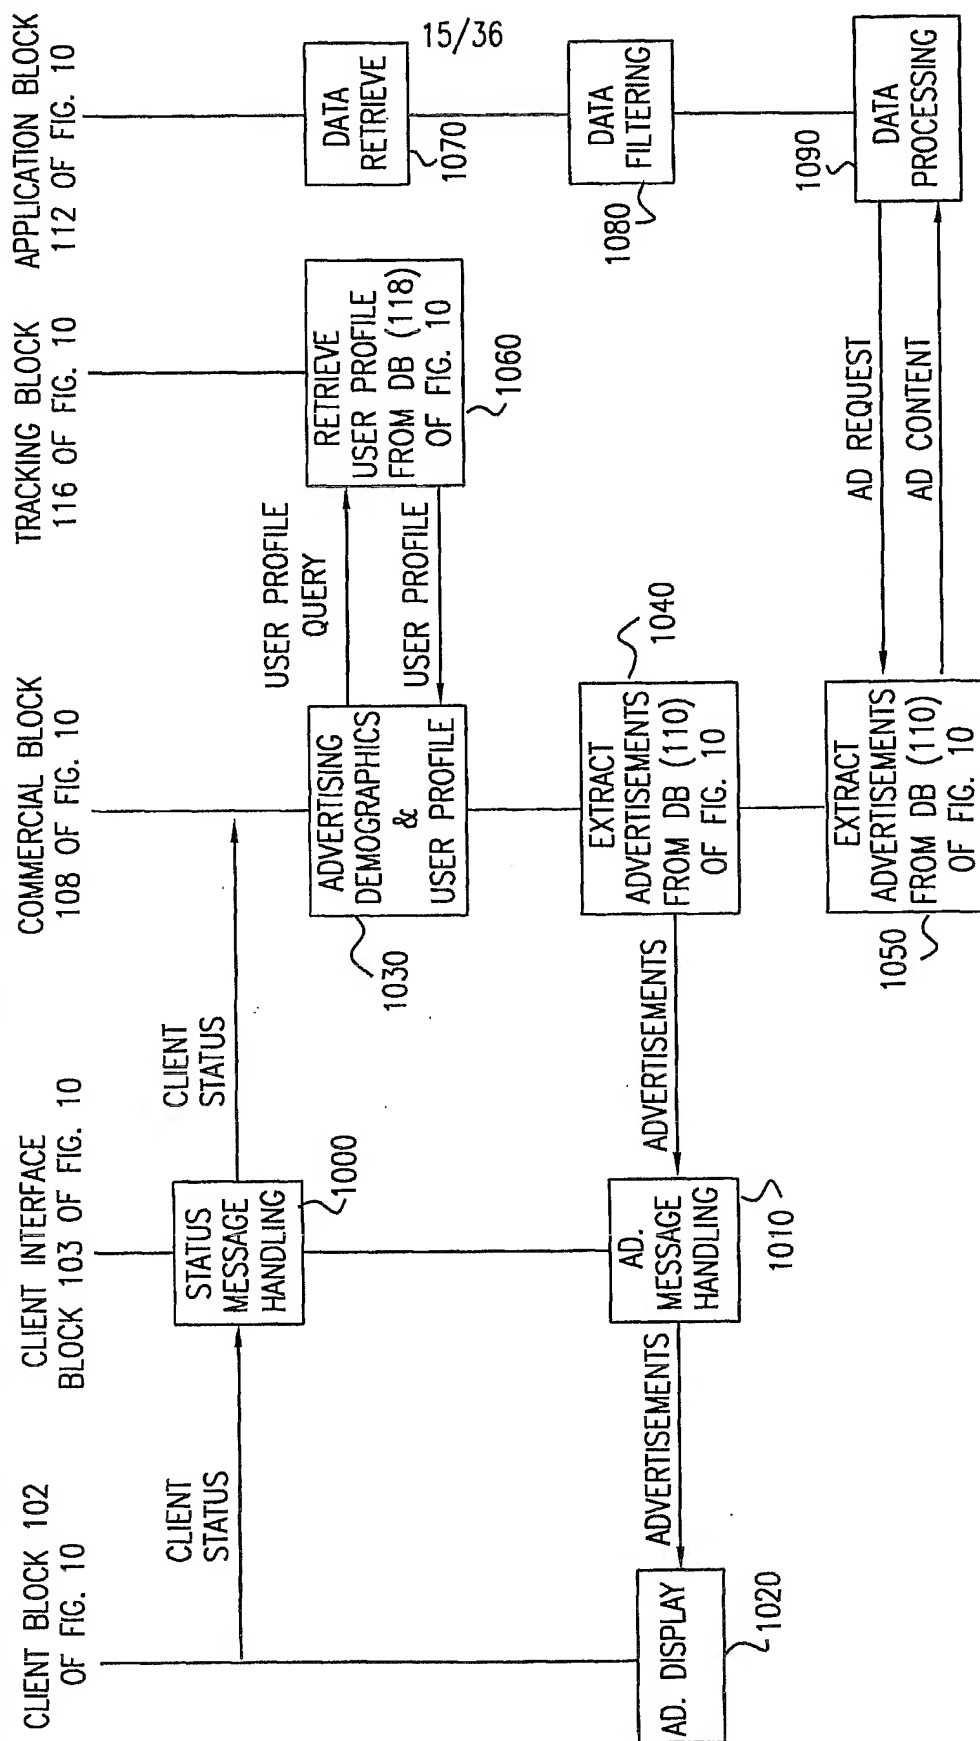 15/36
CLIENT BLOCK 102
OF FIG. 10
CLIENT INTERFACE
BLOCK 103 OF FIG. 10
COMMERCIAL BLOCK
108 OF FIG. 10
TRACKING BLOCK
116 OF FIG. 10
APPLICATION BLOCK
112 OF FIG. 10
CLIENT
STATUS
STATUS
MESSAGE
HANDLING
1000
CLIENT
STATUS
ADVERTISING
DEMOGRAPHICS
&
USER PROFILE
1030
USER PROFILE
QUERY
USER PROFILE
RETRIEVE
USER PROFILE
FROM DB (118)
OF FIG. 10
1060
DATA
RETRIEVE
1070
AD. DISPLAY
1020
ADVERTISEMENTS
AD.
MESSAGE
HANDLING
1010
ADVERTISEMENTS
EXTRACT
ADVERTISEMENTS
FROM DB (110)
OF FIG. 10
1040
DATA
FILTERING
1080
EXTRACT
ADVERTISEMENTS
FROM DB (110)
OF FIG. 10
1050
AD REQUEST
AD CONTENT
DATA
PROCESSING
1090